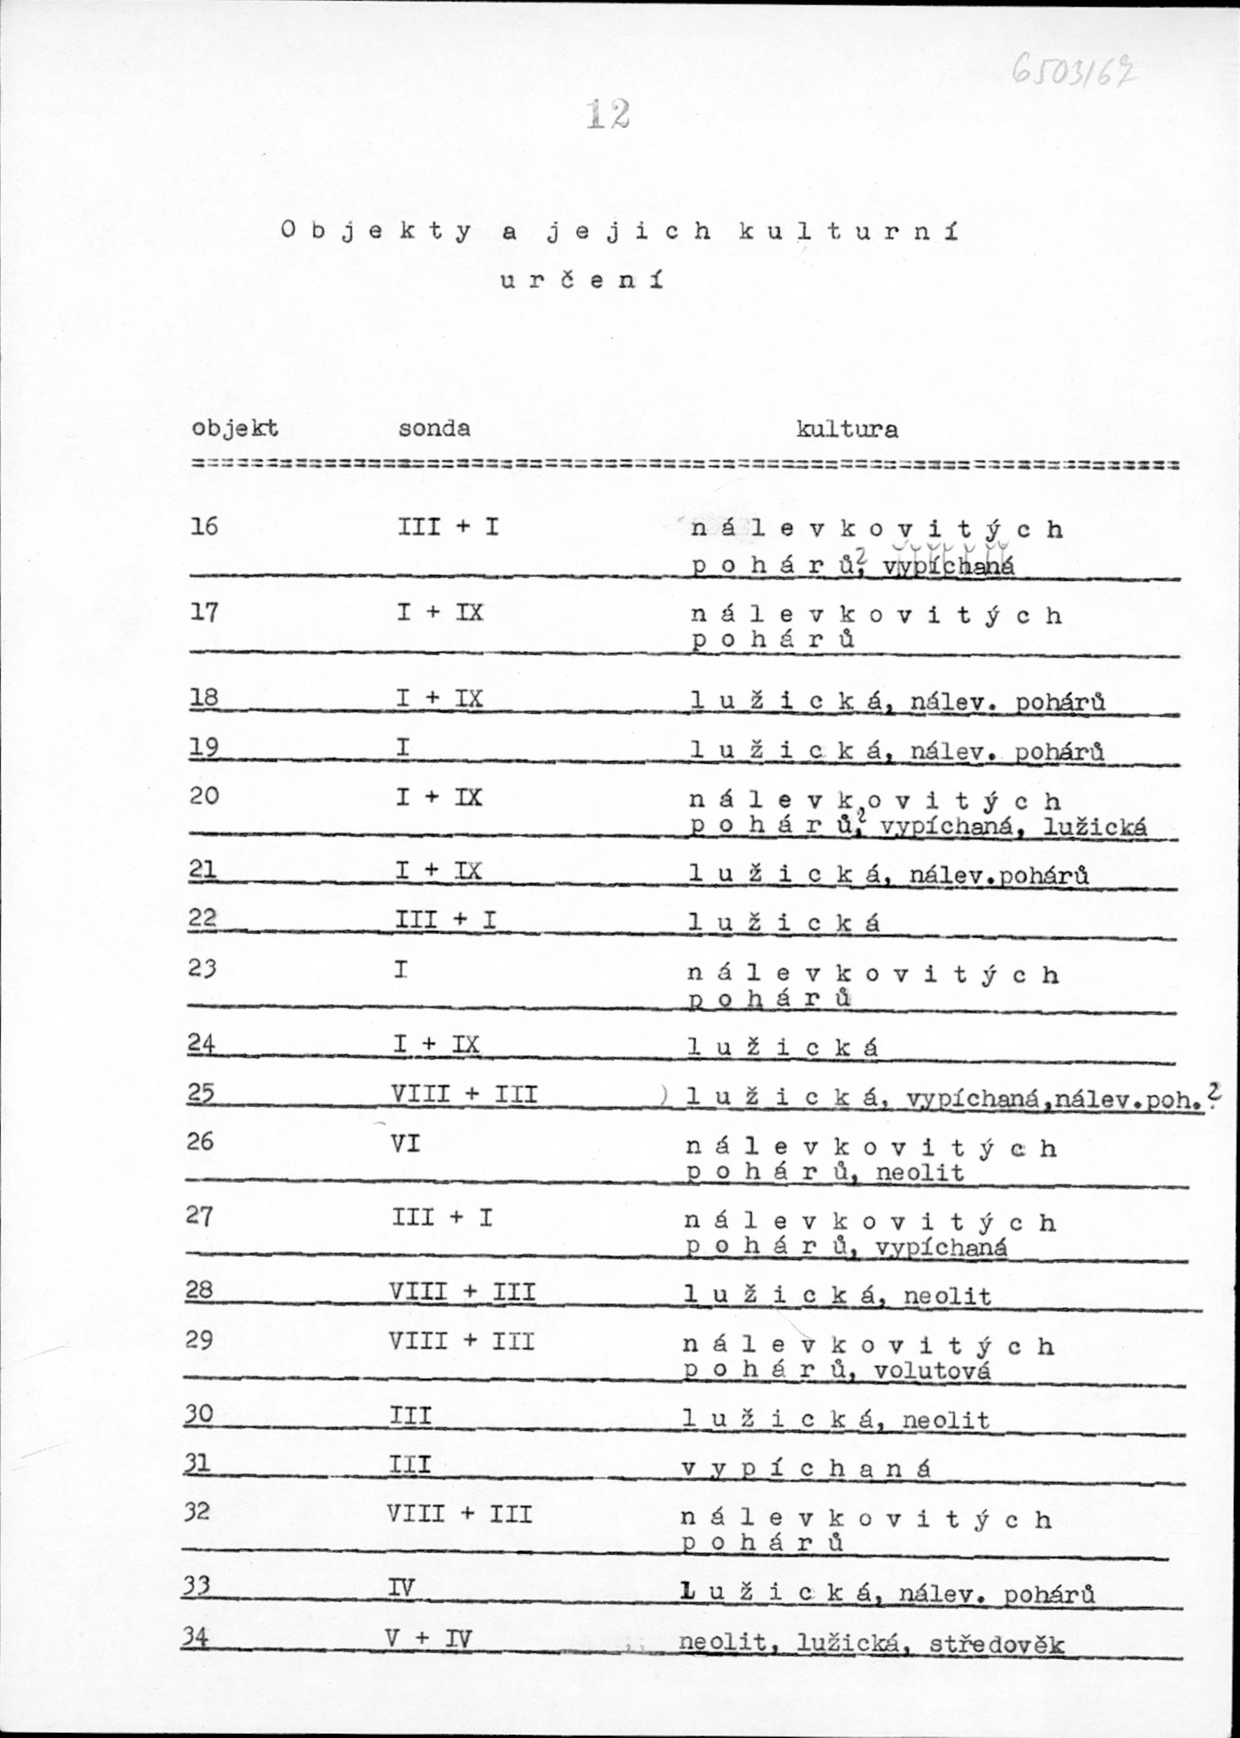 6503/67
12
Objekty a jejich kulturní
určení
objekt sonda kultura
16 III + I nálevkovitých
pohárů,? vypíchaná
17 I + IX nálevkovitých
pohárů
18 I + IX lužická, nálev. pohárů
19 I lužická, nálev. pohárů
20 I + IX nálevkovitých
pohárů,? vypíchaná, lužická
21 I + IX lužická, nálev.pohárů
22 III + I lužická
23 I nálevkovitých
pohárů
24 I + IX lužická
25 VIII + III ) lužická, vypíchaná,nálev.poh.?
26 VI nálevkovitých
pohárů, neolit
27 III + I nálevkovitých
pohárů, vypíchaná
28 VIII + III lužická, neolit
29 VIII + III nálevkovitých
pohárů, volutová
30 III lužická, neolit
31 III vypíchaná
32 VIII + III nálevkovitých
pohárů
33 IV lužická, nálev. pohárů
34 V + IV neolit, lužická, středověk